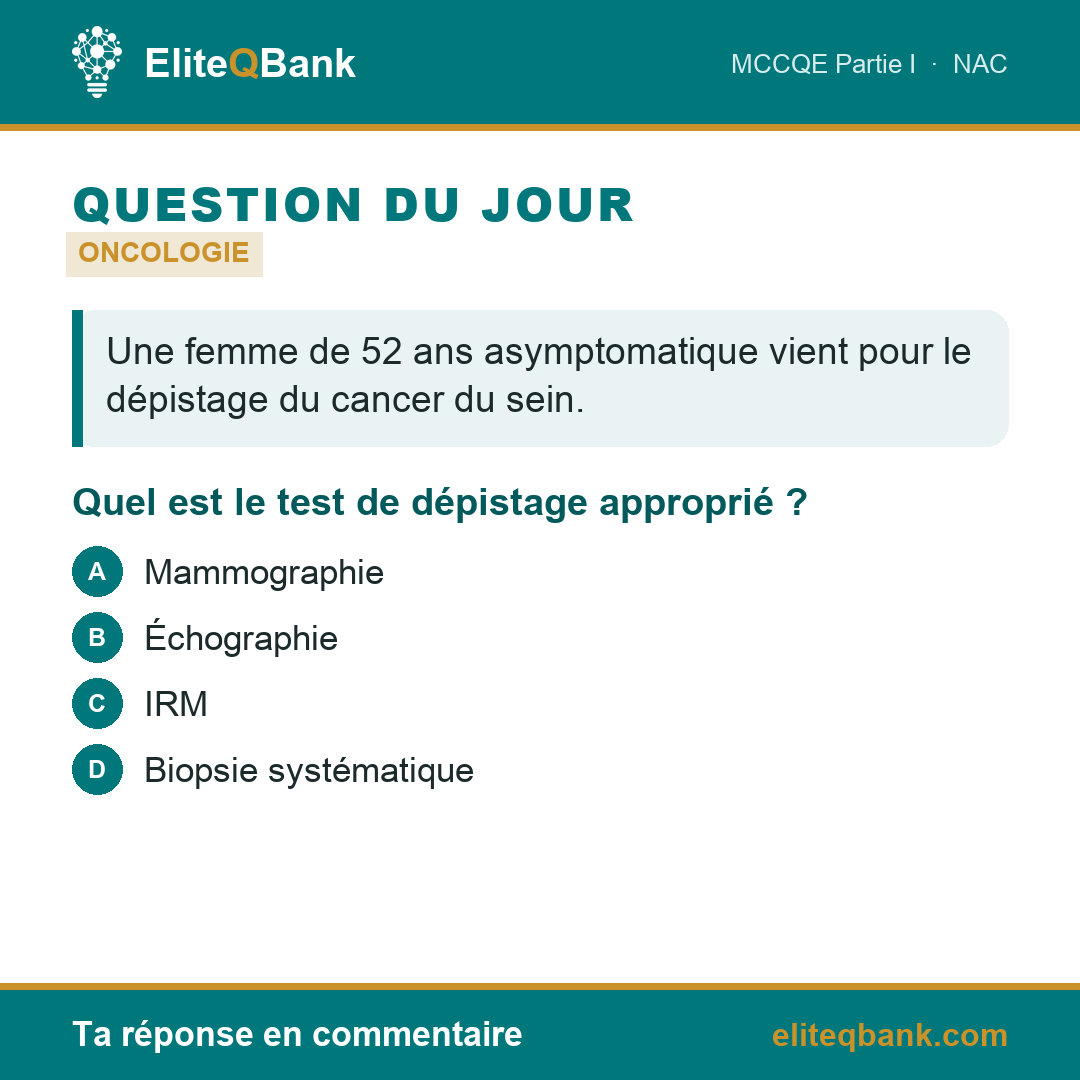 EliteQBank
MCCQE Partie I · NAC
QUESTION DU JOUR
ONCOLOGIE
Une femme de 52 ans asymptomatique vient pour le
dépistage du cancer du sein.
Quel est le test de dépistage approprié ?
A Mammographie
B Échographie
C IRM
D Biopsie systématique
Ta réponse en commentaire
eliteqbank.com